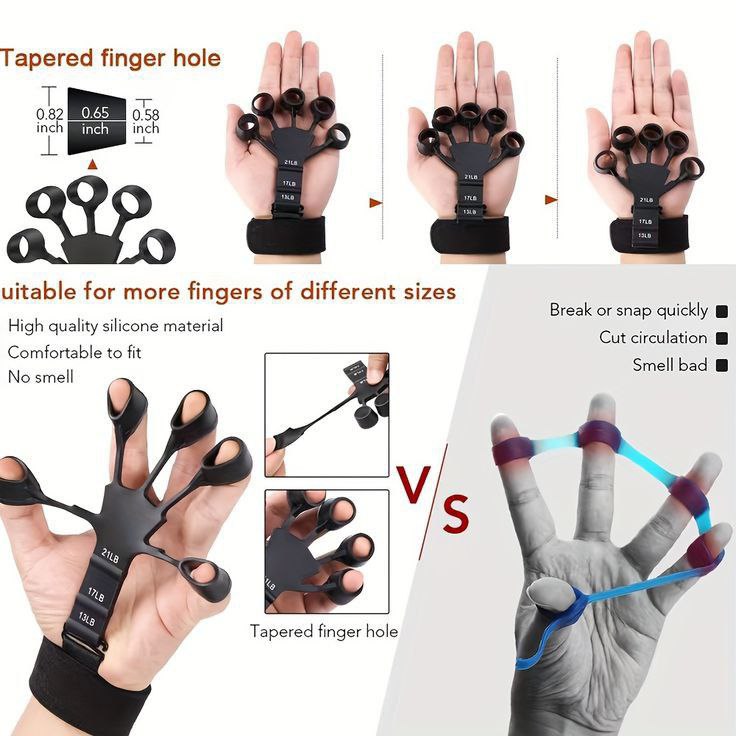 Tapered finger hole
0.82
inch
0.65
inch
0.58
inch
21LB
17LB
13LB
21LB
17LB
13LB
21LB
17LB
13LB
uitable for more fingers of different sizes
High quality silicone material
Comfortable to fit
No smell
21LB
17LB
13LB
Tapered finger hole
VS
Break or snap quickly
Cut circulation
Smell bad